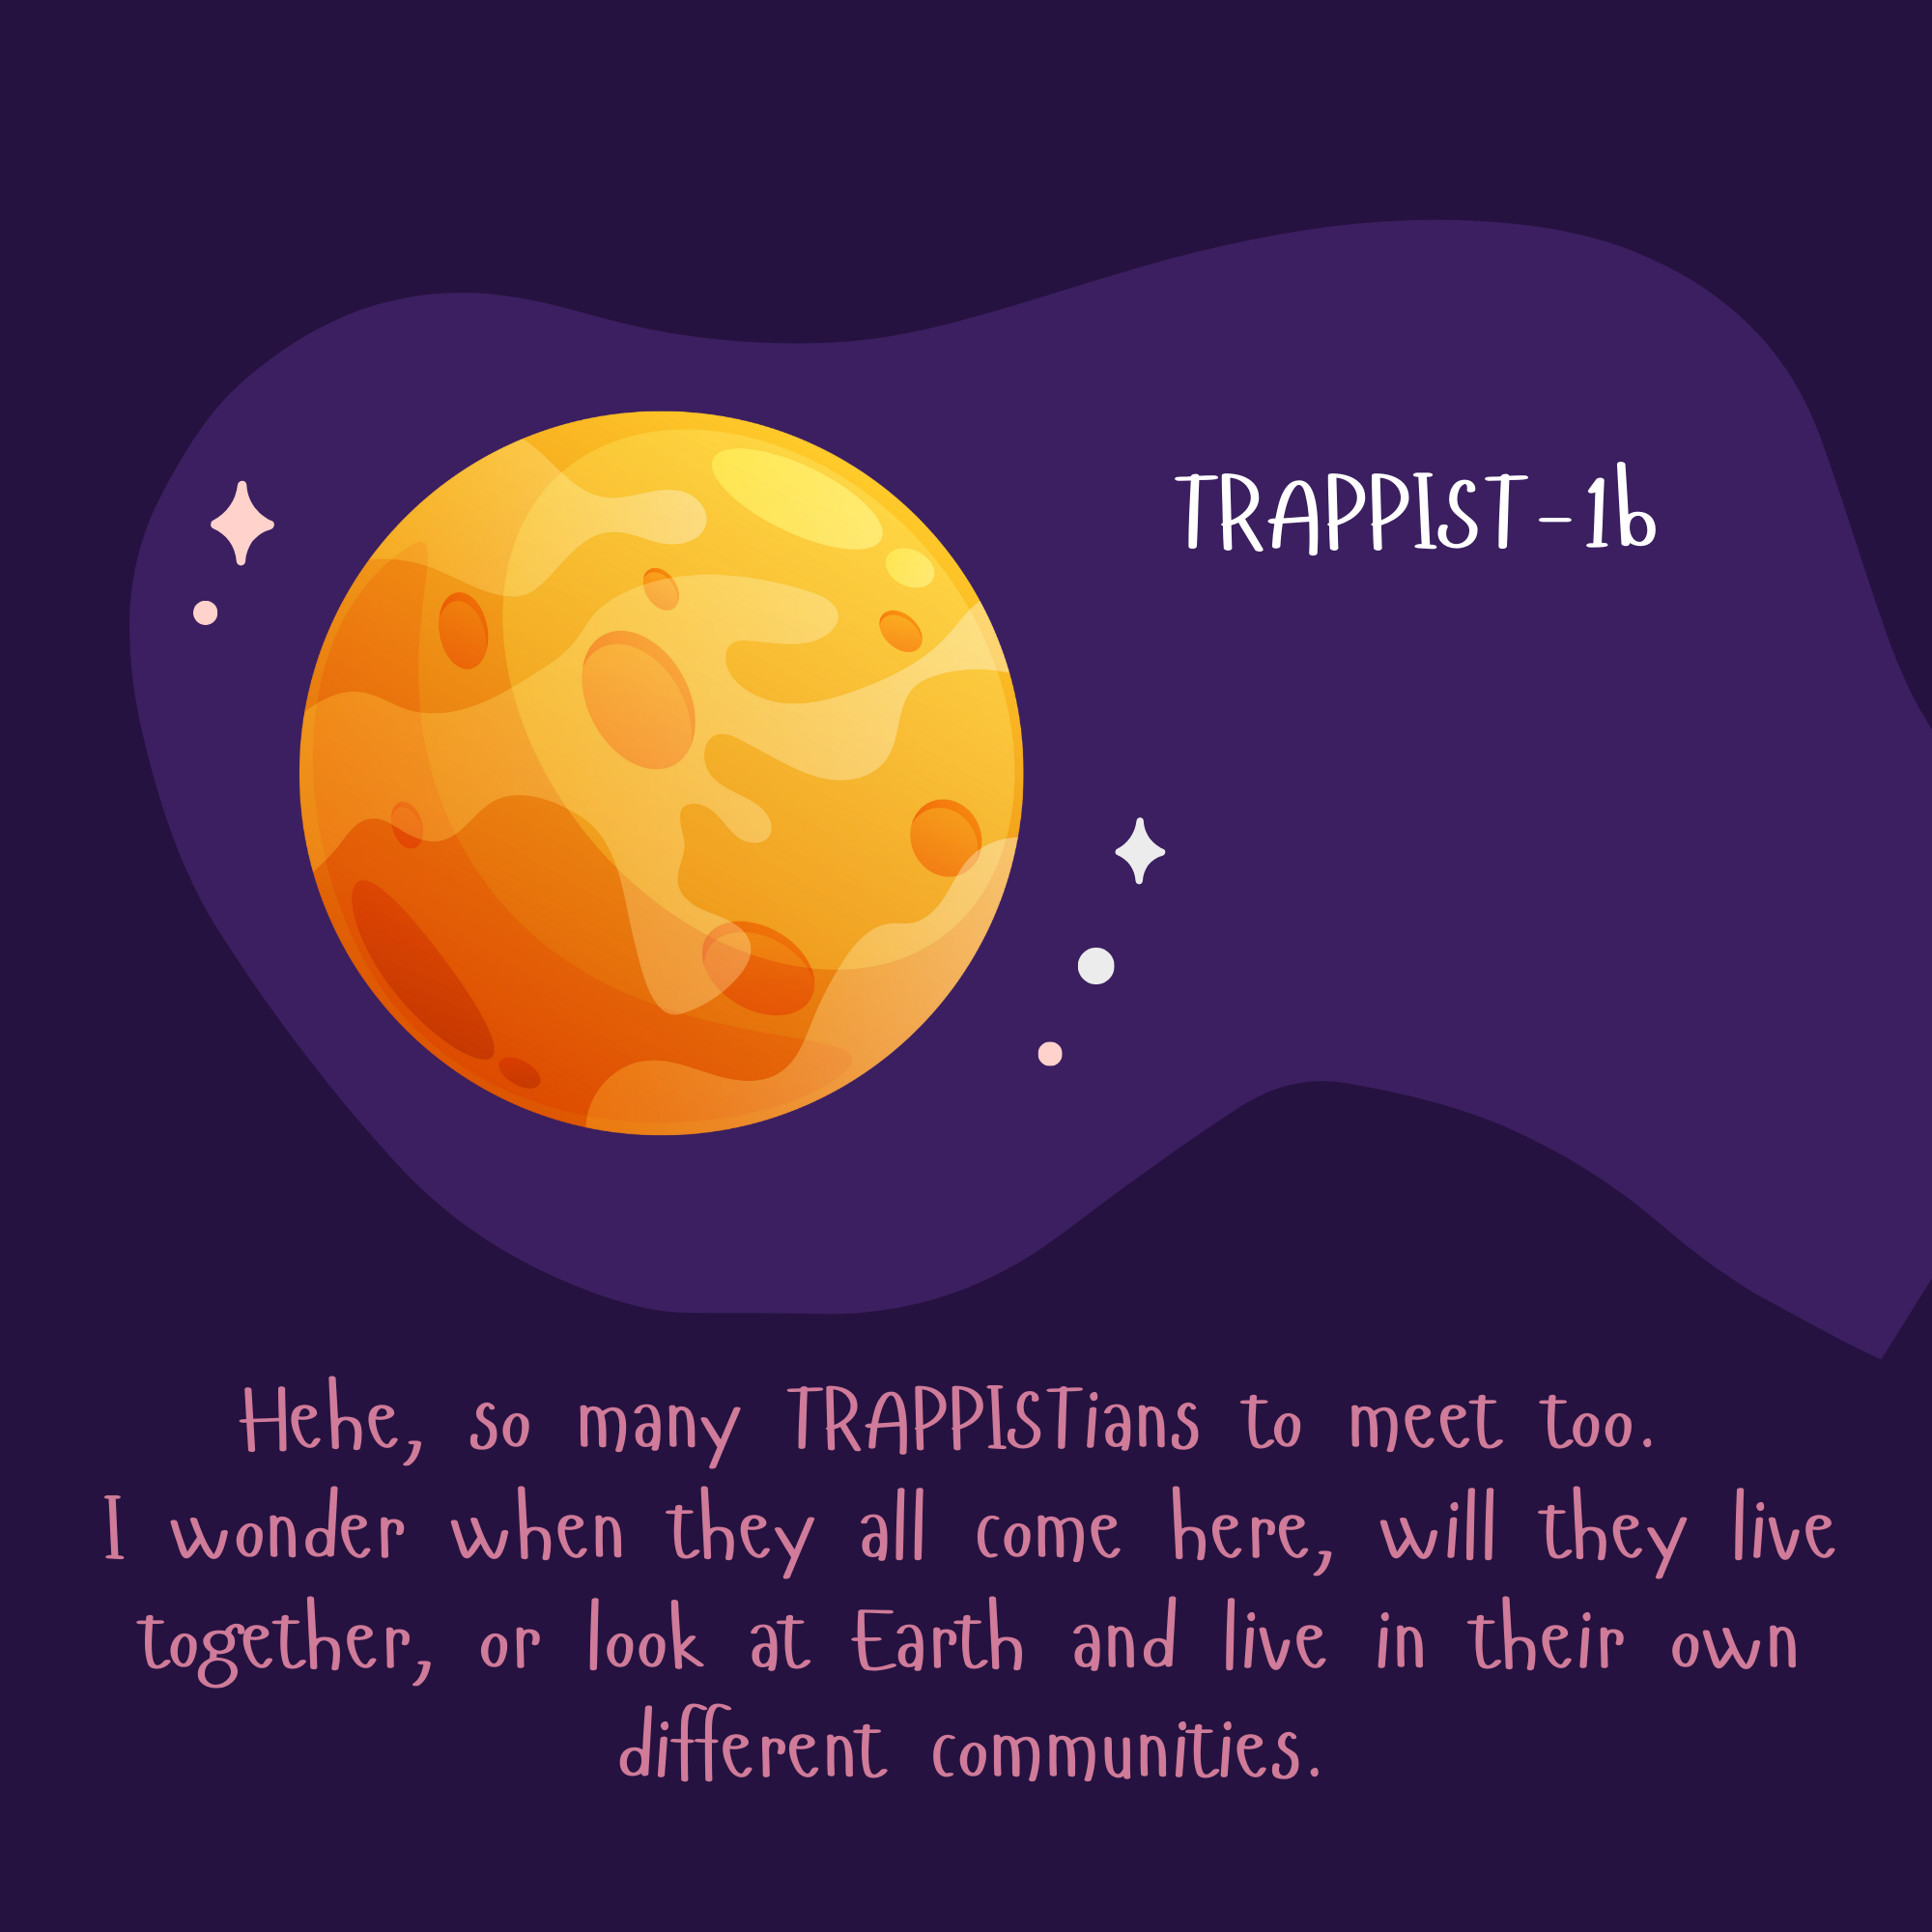 TRAPPIST-1b
Hehe, so many TRAPPISTians to meet too.
I wonder when they all come here, will they live
together, or look at Earth and live in their own
different communities.